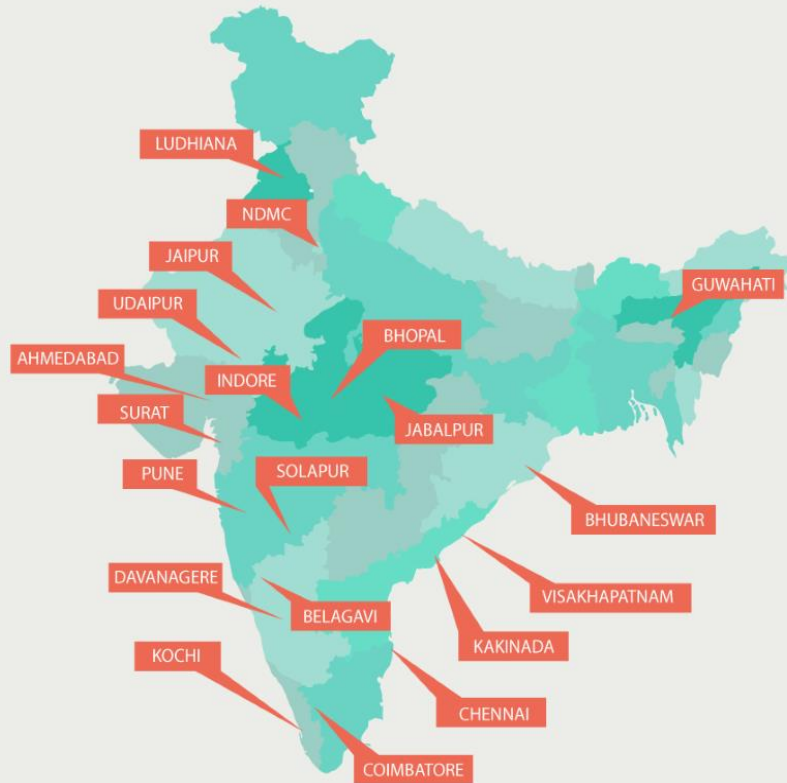 LUDHIANA
NDMC
JAIPUR
GUWAHATI
UDAIPUR
BHOPAL
AHMEDABAD
INDORE
SURAT
JABALPUR
PUNE
SOLAPUR
BHUBANESWAR
DAVANAGERE
VISAKHAPATNAM
BELAGAVI
KAKINADA
KOCHI
CHENNAI
COIMBATORE